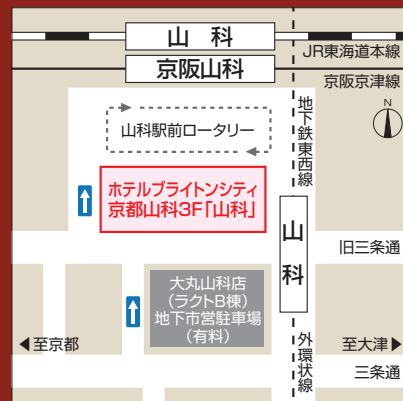 山 科
JR東海道本線
京阪山科
京阪京津線
N
山科駅前ロータリー
地下鉄東西線
ホテルブライトンシティ
京都山科3F「山科」
山科
旧三条通
大丸山科店
(ラクトB棟)
地下市営駐車場
(有料)
◀至京都
外環状線
至大津▶
三条通